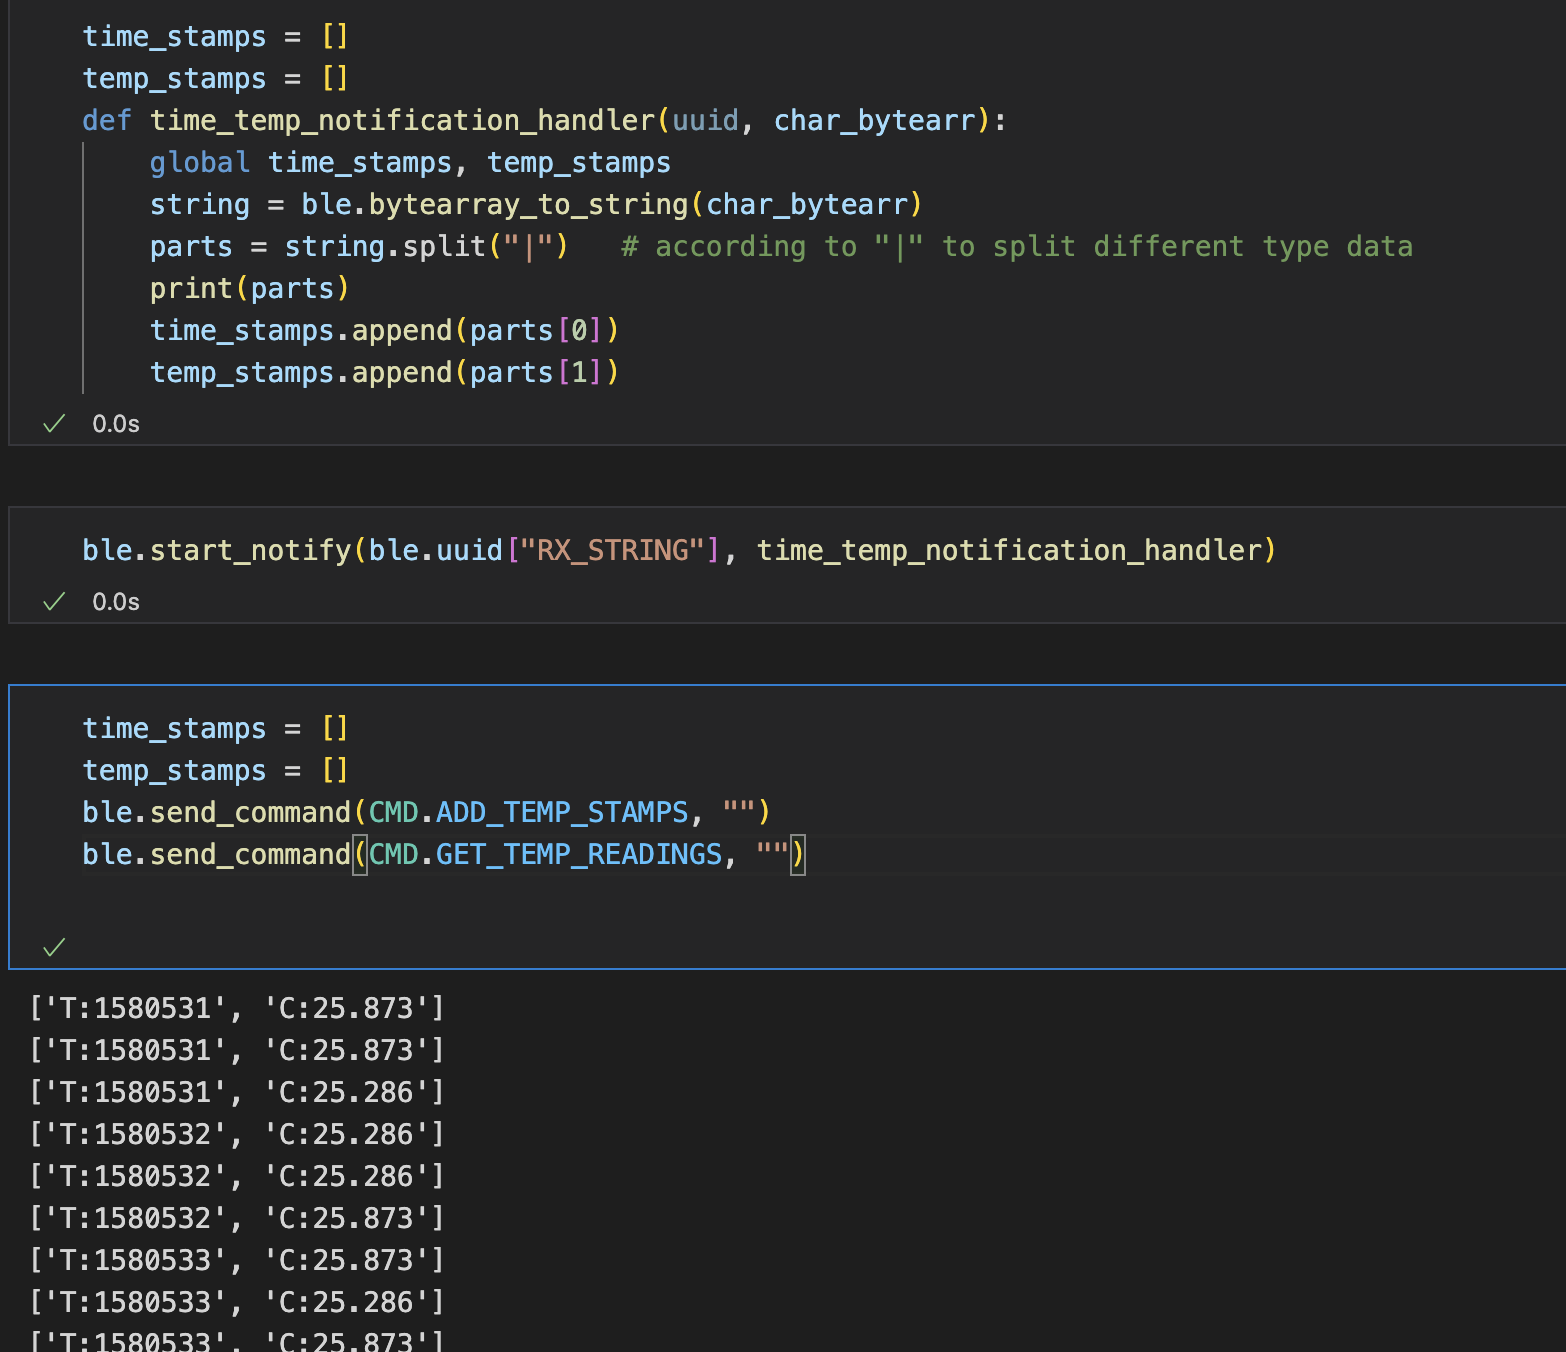 time_stamps = []
temp_stamps = []
def time_temp_notification_handler(uuid, char_bytearr):
    global time_stamps, temp_stamps
    string = ble.bytearray_to_string(char_bytearr)
    parts = string.split("|")   # according to "|" to split different type data
    print(parts)
    time_stamps.append(parts[0])
    temp_stamps.append(parts[1])
0.0s
ble.start_notify(ble.uuid["RX_STRING"], time_temp_notification_handler)
0.0s
time_stamps = []
temp_stamps = []
ble.send_command(CMD.ADD_TEMP_STAMPS, "")
ble.send_command(CMD.GET_TEMP_READINGS, "")
['T:1580531', 'C:25.873']
['T:1580531', 'C:25.873']
['T:1580531', 'C:25.286']
['T:1580532', 'C:25.286']
['T:1580532', 'C:25.286']
['T:1580532', 'C:25.873']
['T:1580533', 'C:25.873']
['T:1580533', 'C:25.286']
['T:1580533', 'C:25.873']